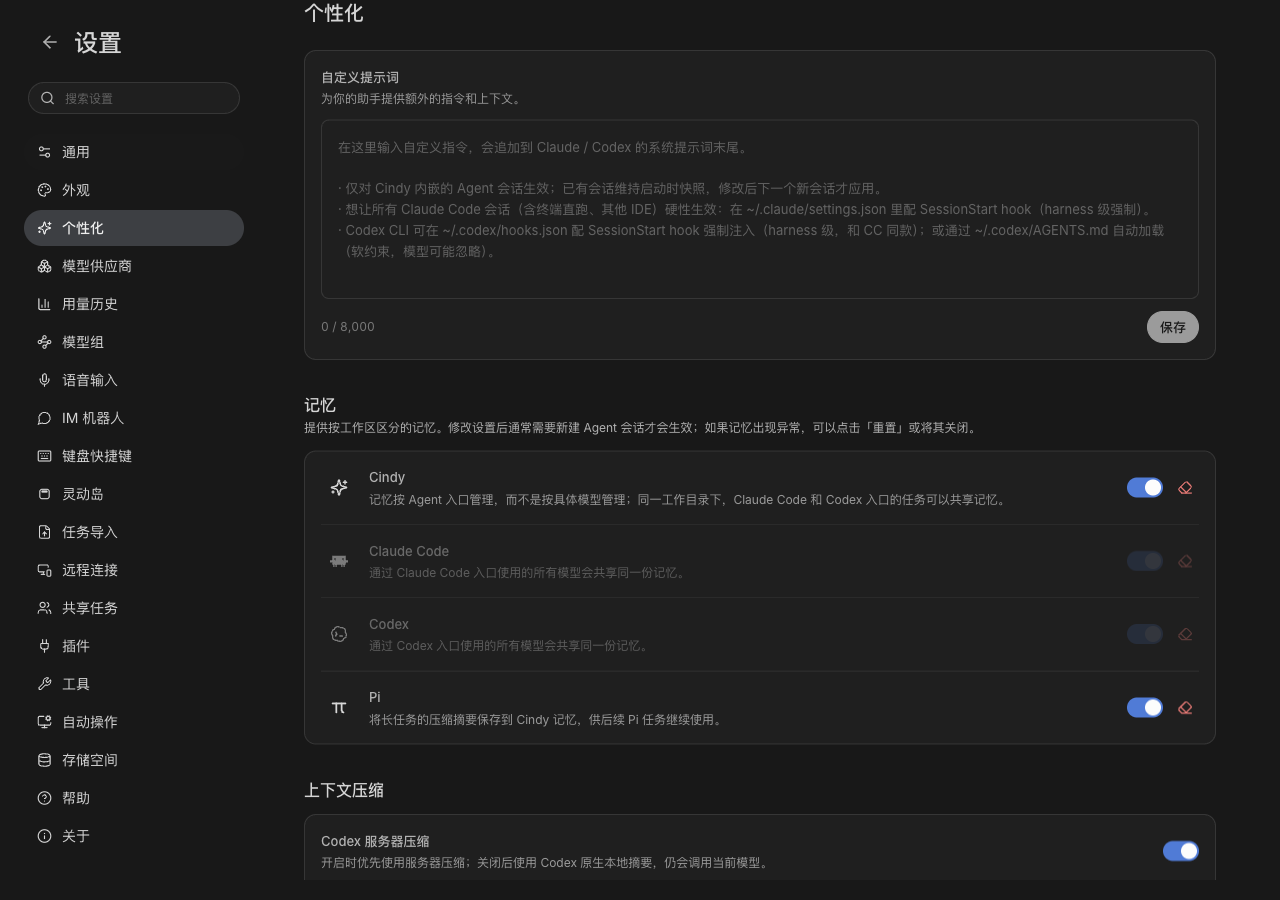 设置
搜索设置
通用
外观
个性化
模型供应商
用量历史
模型组
语音输入
IM 机器人
键盘快捷键
灵动岛
任务导入
远程连接
共享任务
插件
工具
自动操作
存储空间
帮助
关于
个性化
自定义提示词
为你的助手提供额外的指令和上下文。
在这里输入自定义指令，会追加到 Claude / Codex 的系统提示词末尾。
· 仅对 Cindy 内嵌的 Agent 会话生效；已有会话维持启动时快照，修改后下一个新会话才应用。
· 想让所有 Claude Code 会话（含终端直跑、其他 IDE）硬性生效：在 ~/.claude/settings.json 里配 SessionStart hook（harness 级强制）。
· Codex CLI 可在 ~/.codex/hooks.json 配 SessionStart hook 强制注入（harness 级，和 CC 同款）；或通过 ~/.codex/AGENTS.md 自动加载
（软约束，模型可能忽略）。
0 / 8,000
保存
记忆
提供按工作区区分的记忆。修改设置后通常需要新建 Agent 会话才会生效；如果记忆出现异常，可以点击「重置」或将其关闭。
Cindy
记忆按 Agent 入口管理，而不是按具体模型管理；同一工作目录下，Claude Code 和 Codex 入口的任务可以共享记忆。
Claude Code
通过 Claude Code 入口使用的所有模型会共享同一份记忆。
Codex
通过 Codex 入口使用的所有模型会共享同一份记忆。
Pi
将长任务的压缩摘要保存到 Cindy 记忆，供后续 Pi 任务继续使用。
上下文压缩
Codex 服务器压缩
开启时优先使用服务器压缩；关闭后使用 Codex 原生本地摘要，仍会调用当前模型。